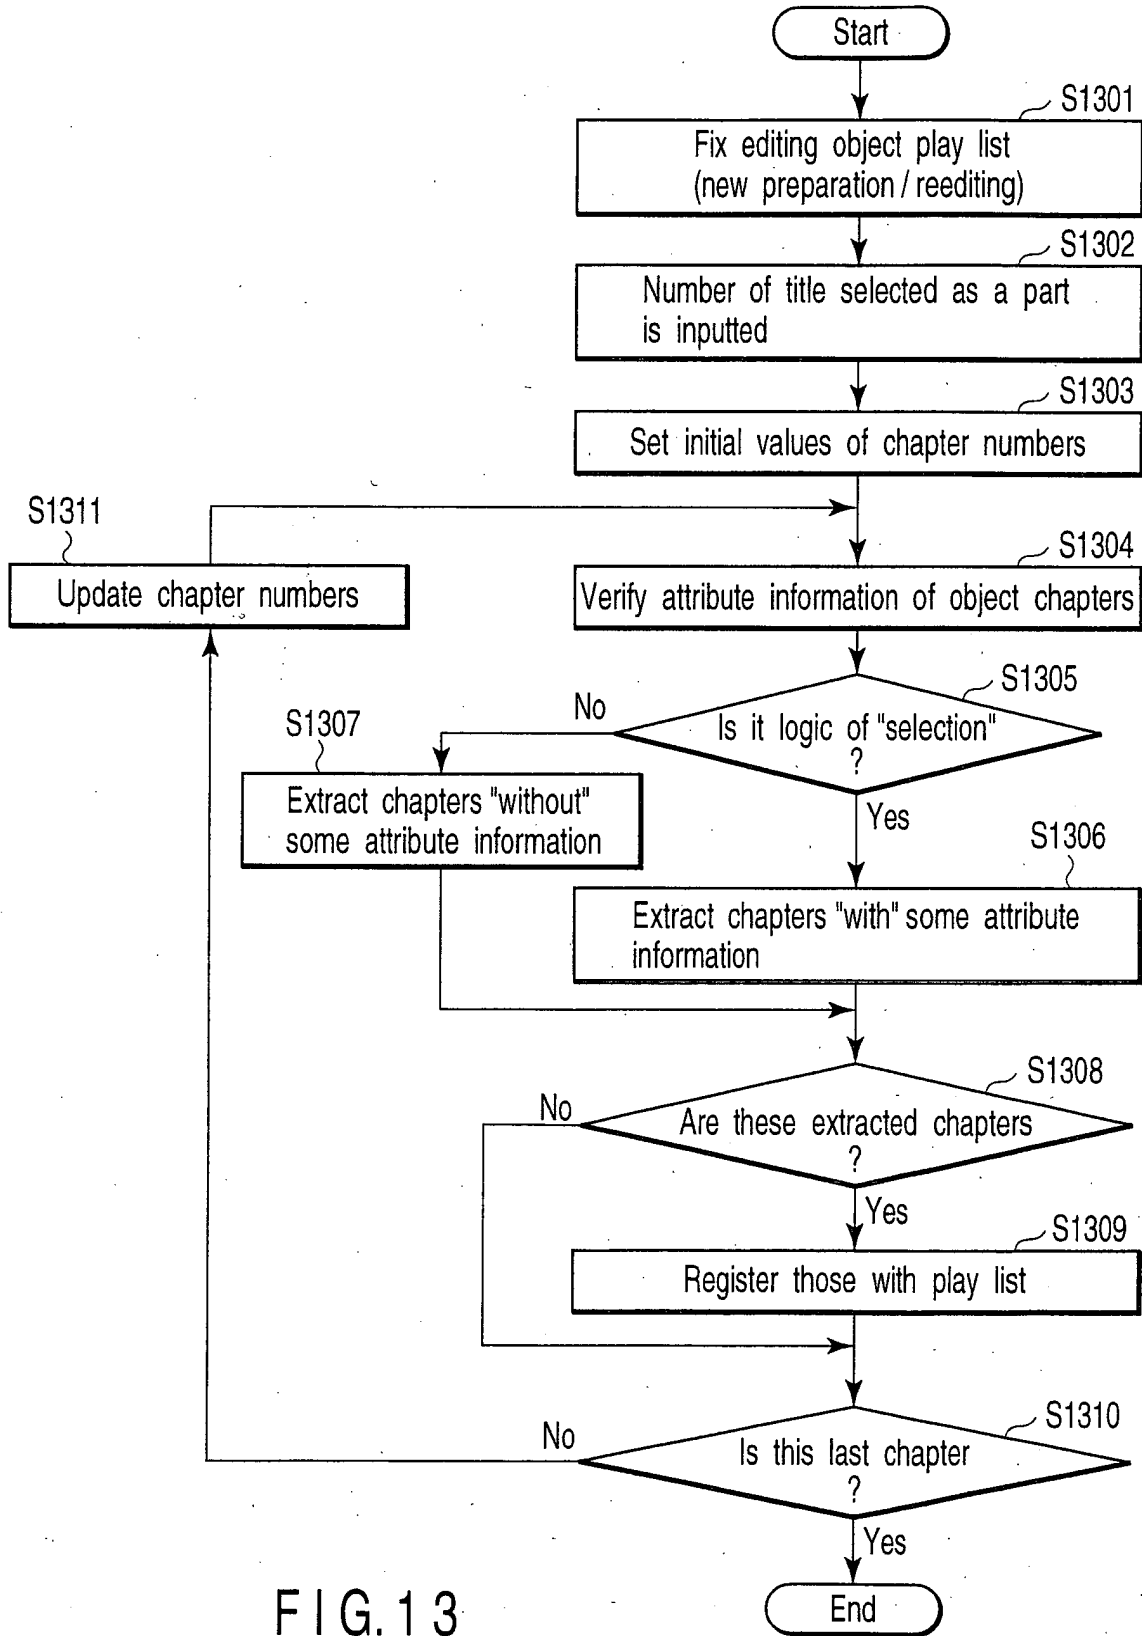 Start
S1301
Fix editing object play list
(new preparation / reediting)
S1302
Number of title selected as a part
is inputted
S1303
Set initial values of chapter numbers
S1311
Update chapter numbers
S1304
Verify attribute information of object chapters
S1305
Is it logic of "selection"
?
No
Yes
S1307
Extract chapters "without"
some attribute information
S1306
Extract chapters "with" some attribute
information
S1308
Are these extracted chapters
?
No
Yes
S1309
Register those with play list
S1310
Is this last chapter
?
No
Yes
End
FIG.13